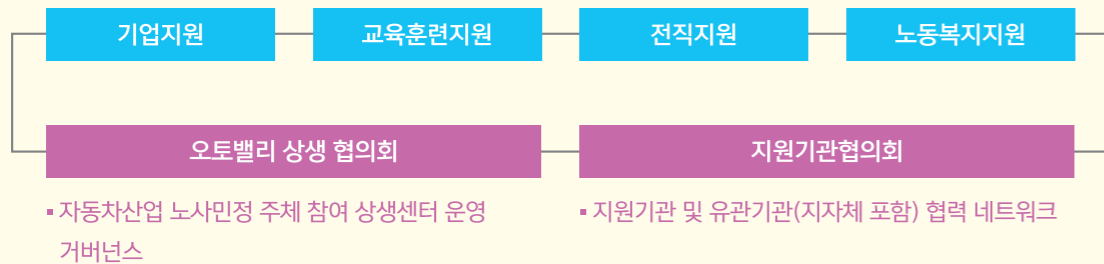 기업지원
교육훈련지원
전직지원
노동복지지원
오토밸리 상생 협의회
지원기관협의회
▪ 자동차산업 노사민정 주체 참여 상생센터 운영
거버넌스
▪ 지원기관 및 유관기관(지자체 포함) 협력 네트워크